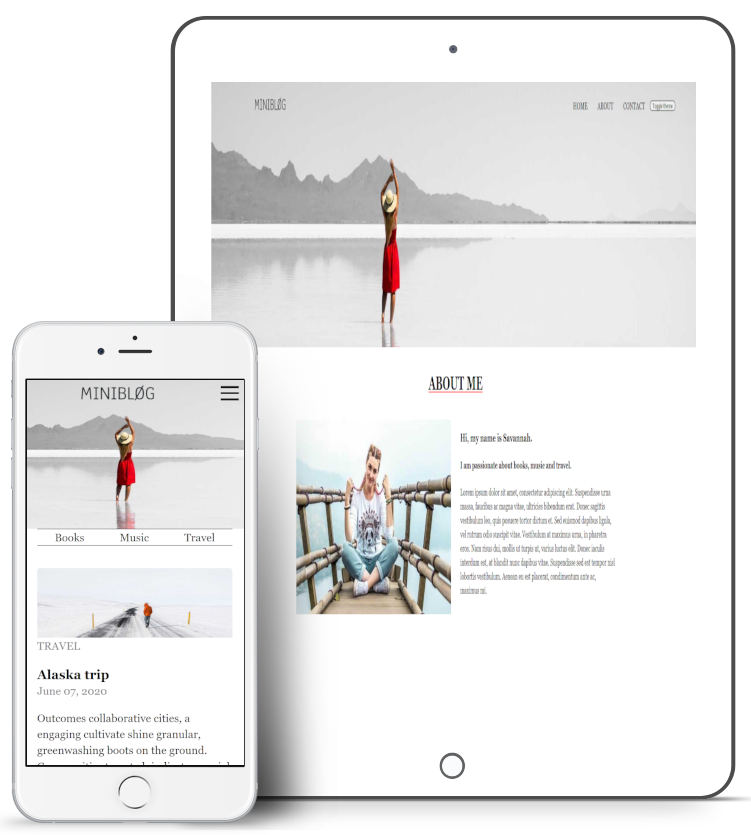 MINIBLØG
HOME ABOUT CONTACT Toggle theme
ABOUT ME
Hi, my name is Savannah.
I am passionate about books, music and travel.
Lorem ipsum dolor sit amet, consectetur adipiscing elit. Suspendisse urna
massa, faucibus ac magna vitae, ultricies bibendum erat. Donec sagittis
vestibulum leo, quis posuere tortor dictum et. Sed euismod dapibus ligula,
vel rutrum odio suscipit vitae. Vestibulum at maximus urna, in pharetra
eros. Nam risus dui, mollis ut turpis ut, varius luctus elit. Donec iaculis
interdum est, at blandit nunc dapibus vitae. Suspendisse sed est tempor nisl
lobortis vestibulum. Aenean eu est placerat, condimentum ante ac,
maximus mi.
MINIBLØG
Books Music Travel
TRAVEL
Alaska trip
June 07, 2020
Outcomes collaborative cities, a
engaging cultivate shine granular,
greenwashing boots on the ground.